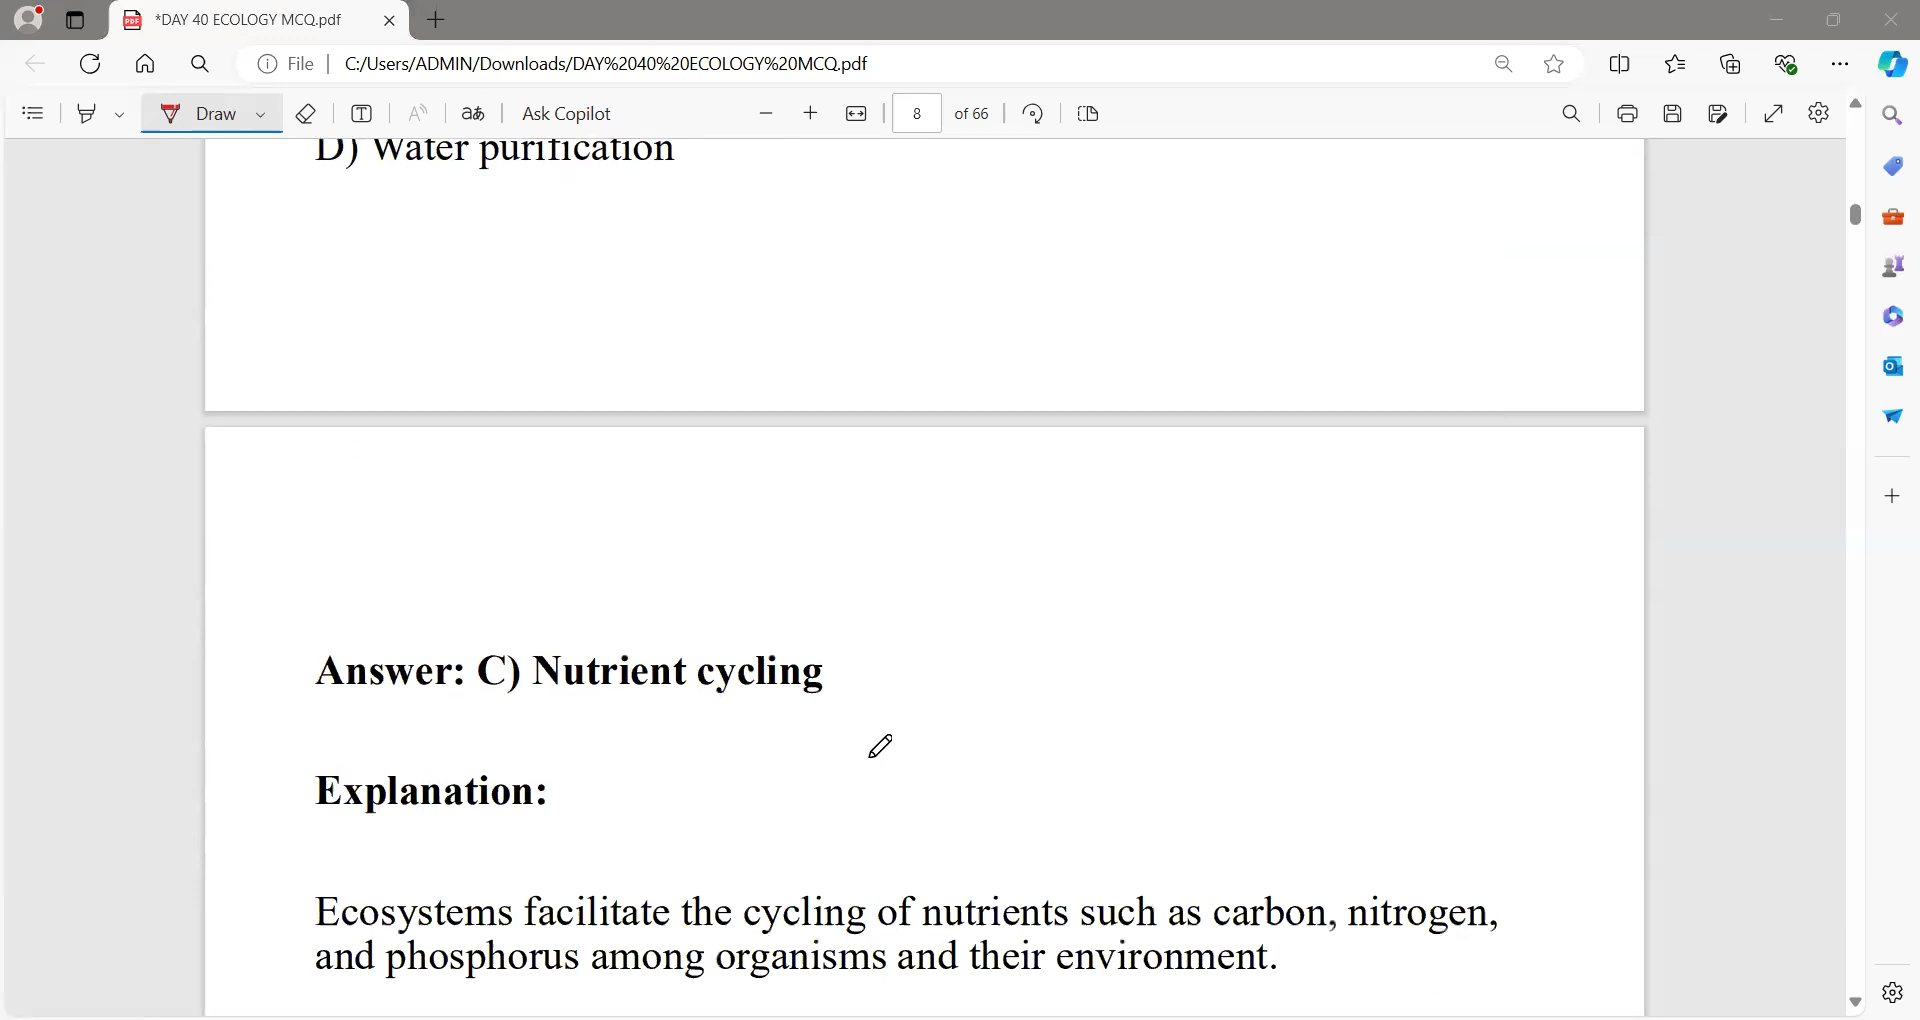 *DAY 40 ECOLOGY MCQ.pdf
File
C:/Users/ADMIN/Downloads/DAY%2040%20ECOLOGY%20MCQ.pdf
Draw
T
A
aあ
Ask Copilot
8
of 66
D) Water purification
Answer: C) Nutrient cycling
Explanation:
Ecosystems facilitate the cycling of nutrients such as carbon, nitrogen,
and phosphorus among organisms and their environment.